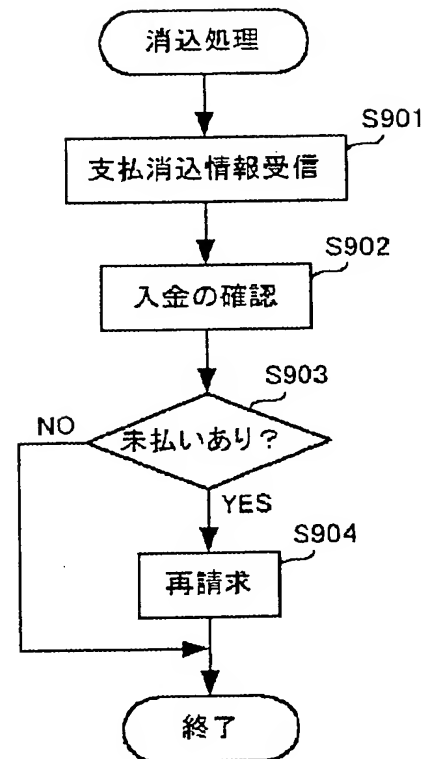 消込処理
S901
支払消込情報受信
S902
入金の確認
S903
NO
未払いあり?
YES
S904
再請求
終了